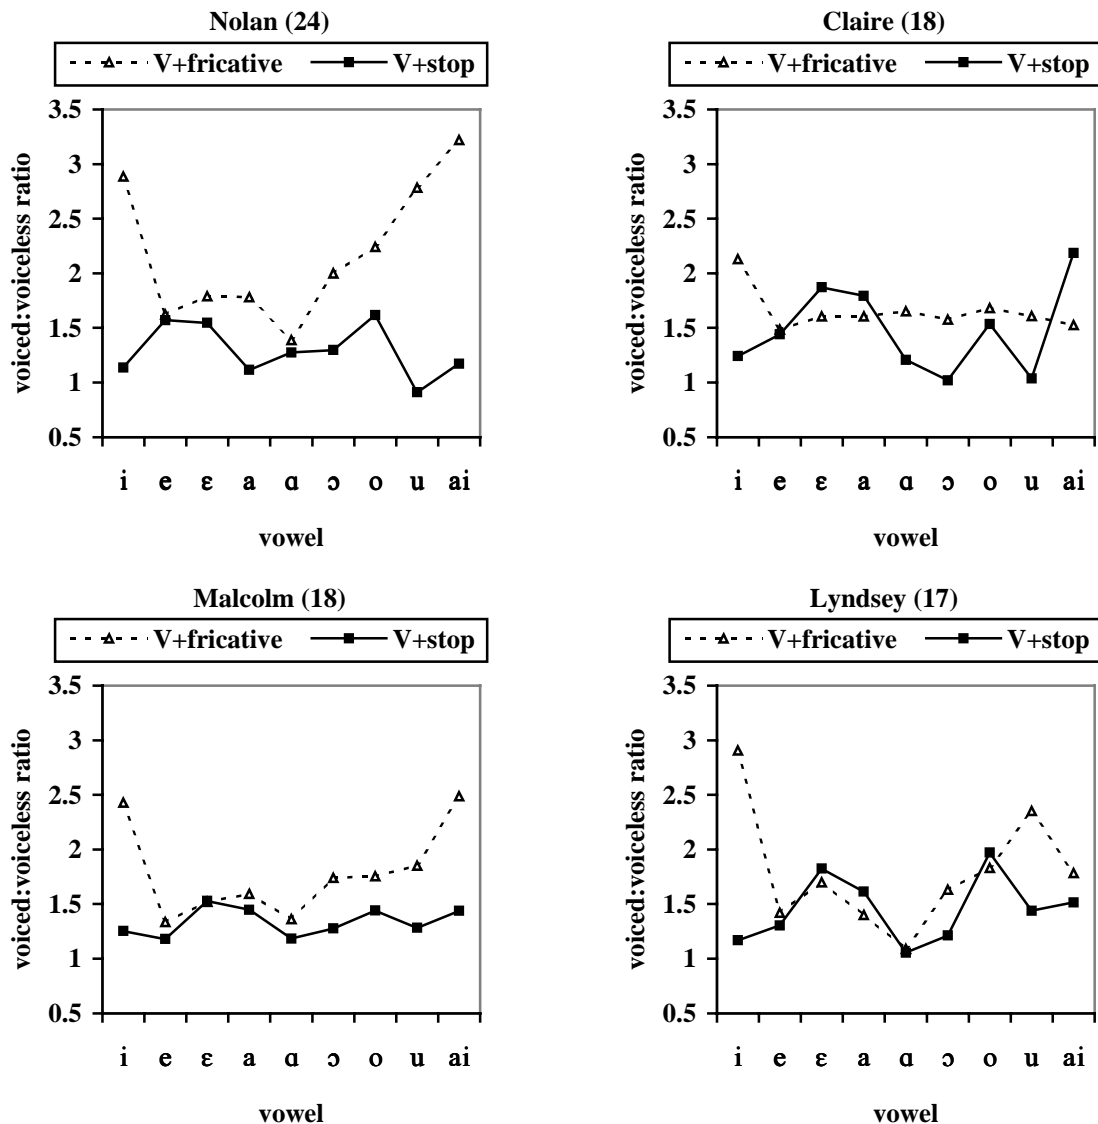 Nolan (24)
V+fricative V+stop
voiced:voiceless ratio
3.5
3
2.5
2
1.5
1
0.5
i e ɛ a ɑ ɔ o u ai
vowel
Claire (18)
V+fricative V+stop
voiced:voiceless ratio
3.5
3
2.5
2
1.5
1
0.5
i e ɛ a ɑ ɔ o u ai
vowel
Malcolm (18)
V+fricative V+stop
voiced:voiceless ratio
3.5
3
2.5
2
1.5
1
0.5
i e ɛ a ɑ ɔ o u ai
vowel
Lyndsey (17)
V+fricative V+stop
voiced:voiceless ratio
3.5
3
2.5
2
1.5
1
0.5
i e ɛ a ɑ ɔ o u ai
vowel